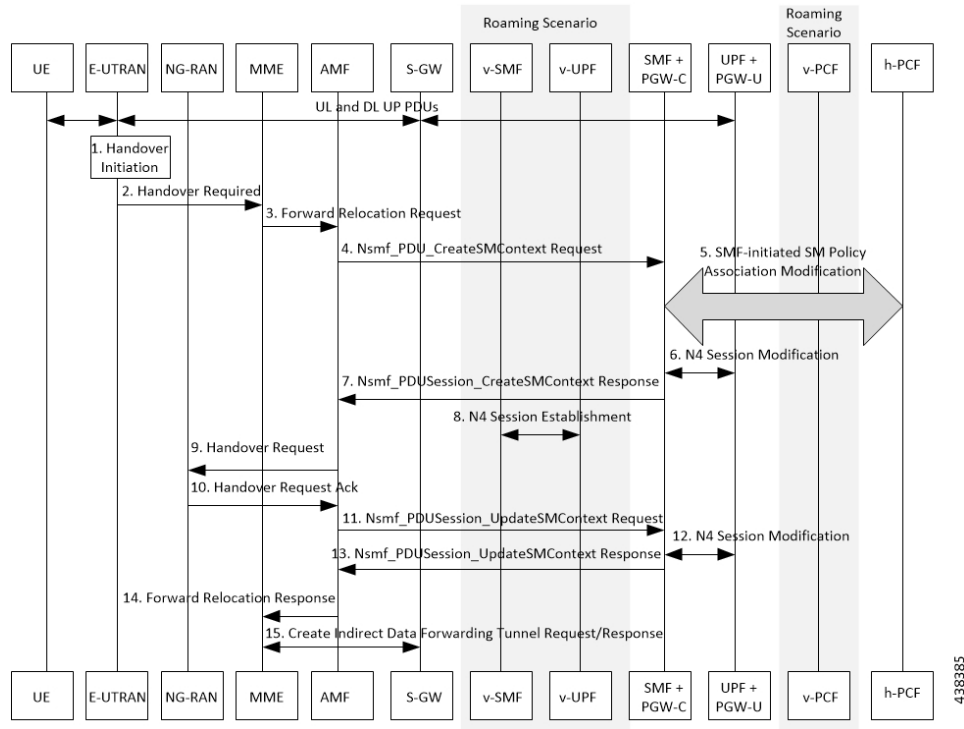 Roaming Scenario
Roaming
Scenario
UE
E-UTRAN
NG-RAN
MME
AMF
S-GW
v-SMF
v-UPF
SMF +
PGW-C
UPF +
PGW-U
v-PCF
h-PCF
UL and DL UP PDUs
1. Handover
Initiation
2. Handover Required
3. Forward Relocation Request
4. Nsmf_PDU_CreateSMContext Request
5. SMF-initiated SM Policy
Association Modification
6. N4 Session Modification
7. Nsmf_PDUSession_CreateSMContext Response
8. N4 Session Establishment
9. Handover Request
10. Handover Request Ack
11. Nsmf_PDUSession_UpdateSMContext Request
12. N4 Session Modification
13. Nsmf_PDUSession_UpdateSMContext Response
14. Forward Relocation Response
15. Create Indirect Data Forwarding Tunnel Request/Response
UE
E-UTRAN
NG-RAN
MME
AMF
S-GW
v-SMF
v-UPF
SMF +
PGW-C
UPF +
PGW-U
v-PCF
h-PCF
438385